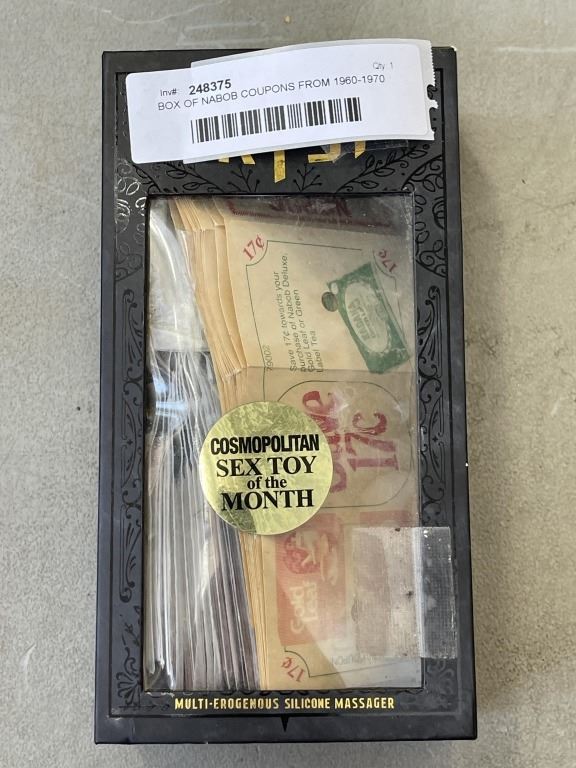 Inv#: 248375
Qty: 1
BOX OF NABOB COUPONS FROM 1960-1970
17¢
17¢
79002
Save 17¢ towards your
purchase of Nabob Deluxe,
Gold Leaf or Green
Label Tea
Save
17¢
COSMOPOLITAN
SEX TOY
of the
MONTH
Gold
Leaf
17¢
MULTI-EROGENOUS SILICONE MASSAGER